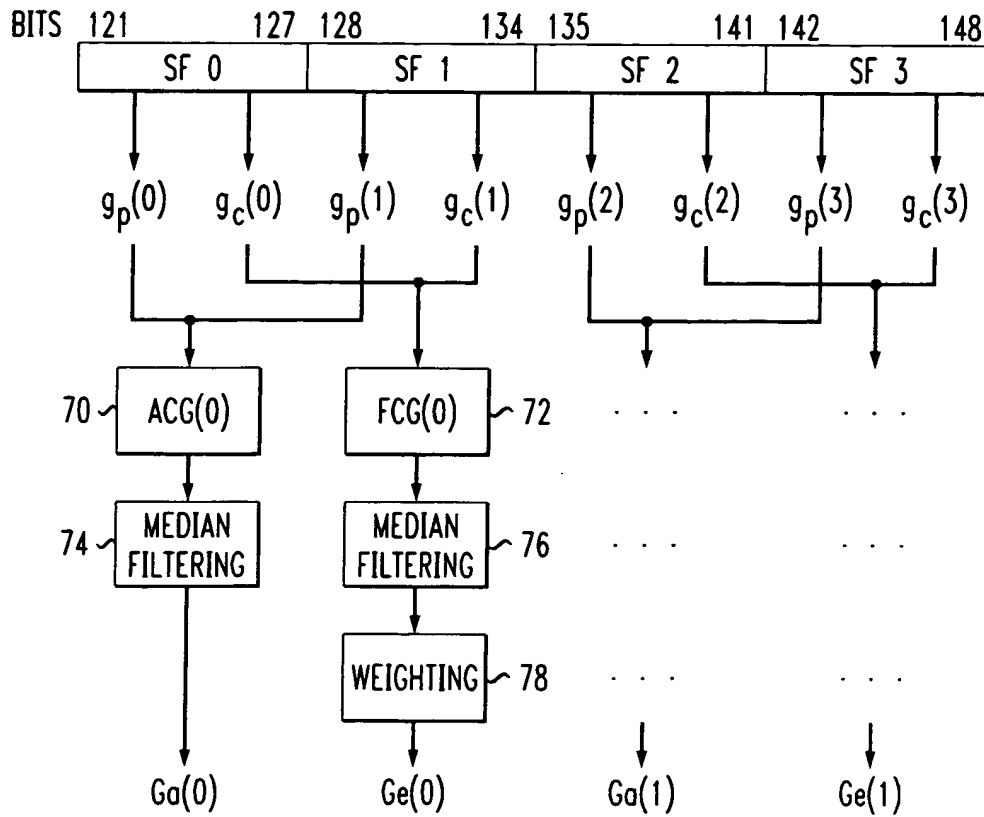 BITS 121 127 128 134 135 141 142 148
SF 0 SF 1 SF 2 SF 3
gp(0) gc(0) gp(1) gc(1) gp(2) gc(2) gp(3) gc(3)
70 ACG(0) FCG(0) 72 . . . . . .
74 MEDIAN FILTERING MEDIAN FILTERING 76 . . . . . .
WEIGHTING 78 . . . . . .
Ga(0) Ge(0) Ga(1) Ge(1)